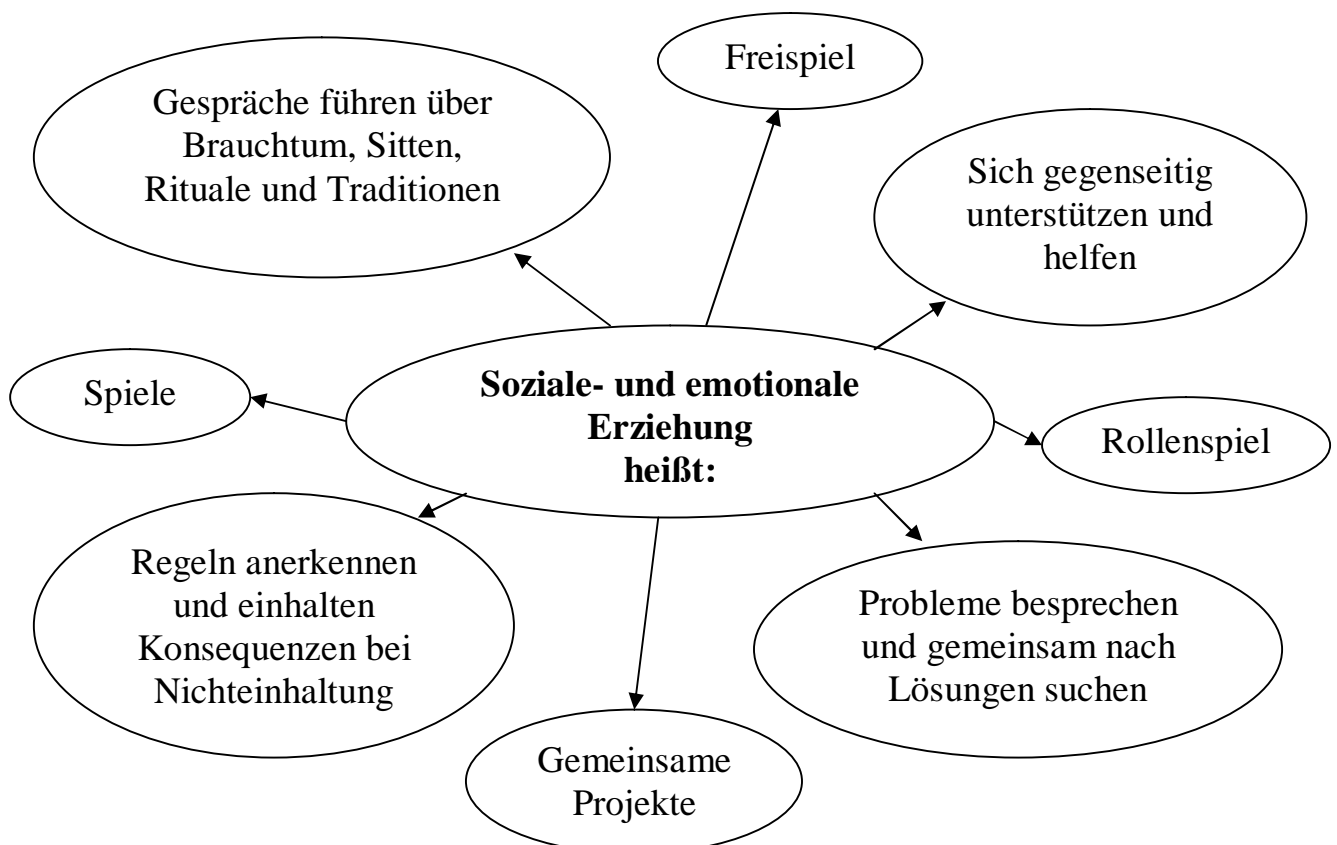 Freispiel
Gespräche führen über
Brauchtum, Sitten,
Rituale und Traditionen
Sich gegenseitig
unterstützen und
helfen
Soziale- und emotionale
Erziehung
heißt:
Spiele
Rollenspiel
Regeln anerkennen
und einhalten
Konsequenzen bei
Nichteinhaltung
Probleme besprechen
und gemeinsam nach
Lösungen suchen
Gemeinsame
Projekte